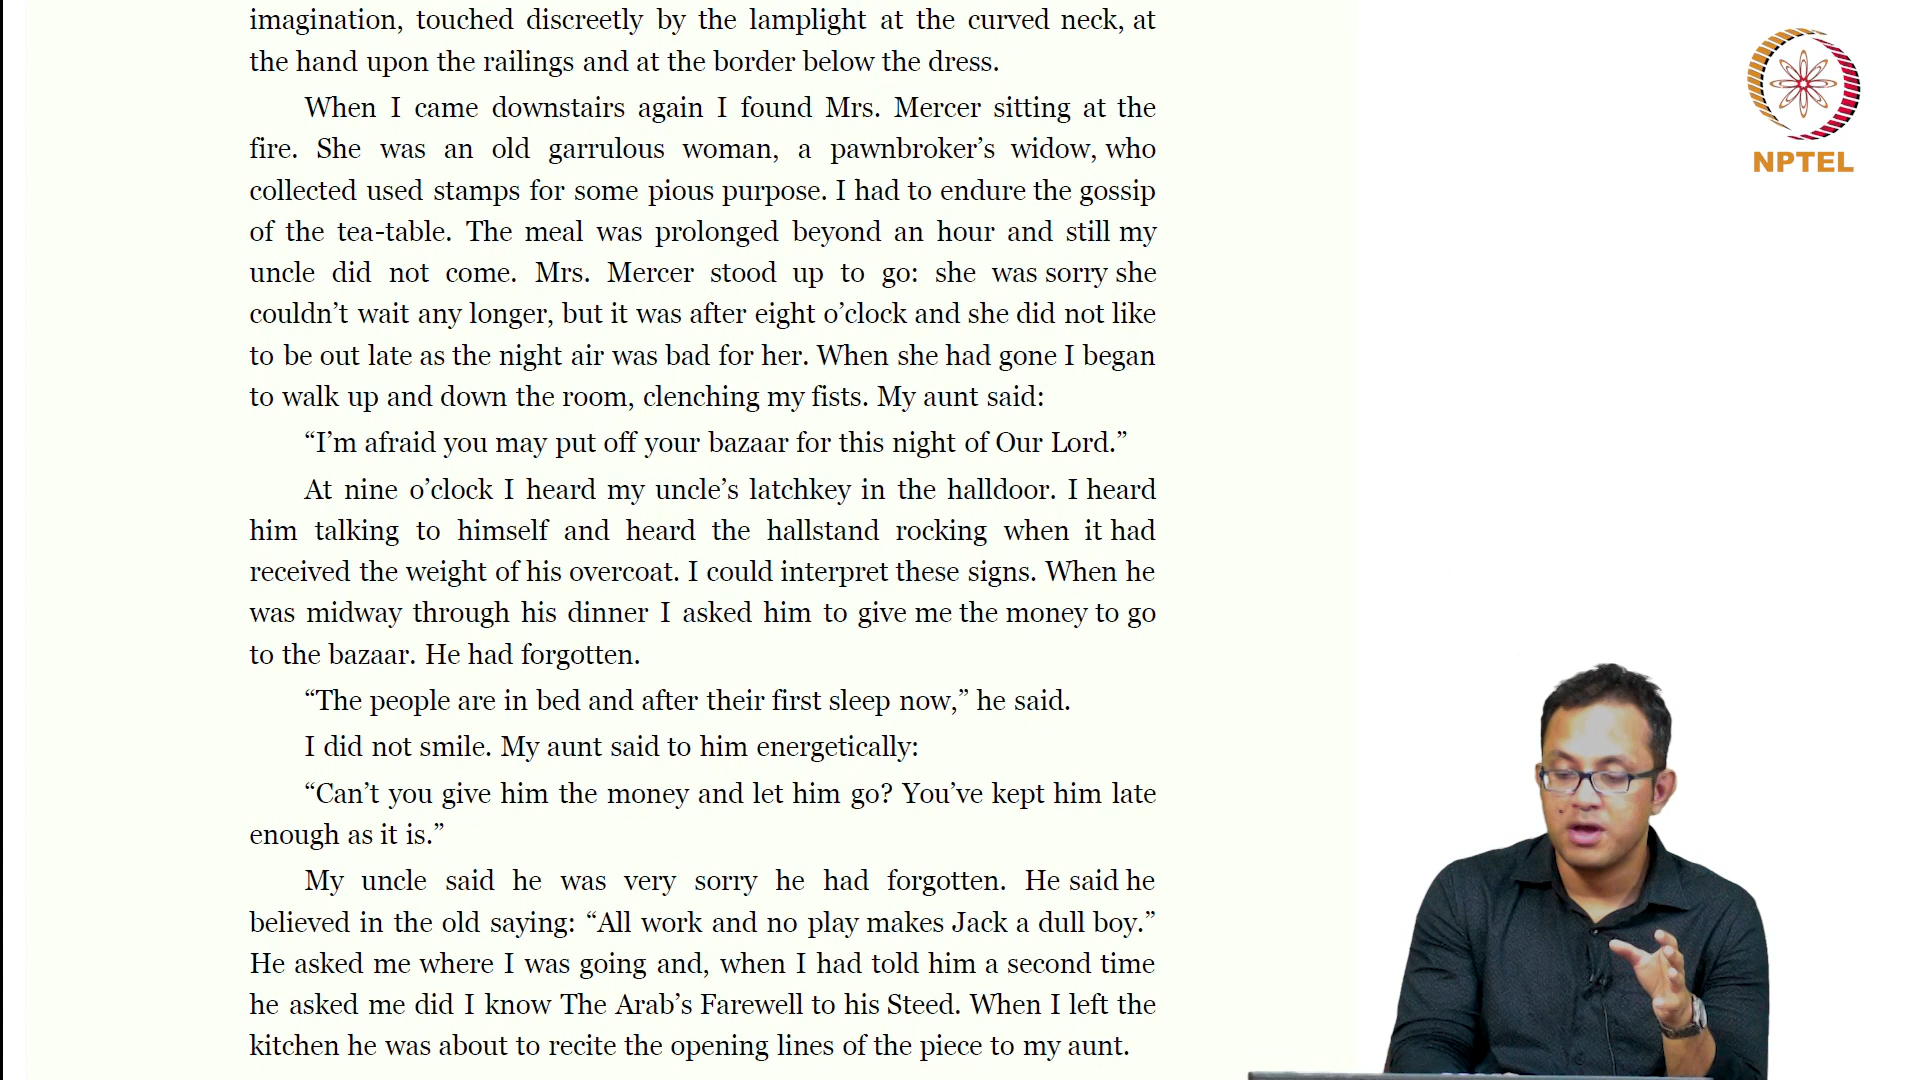 imagination, touched discreetly by the lamplight at the curved neck, at
the hand upon the railings and at the border below the dress.
When I came downstairs again I found Mrs. Mercer sitting at the
fire. She was an old garrulous woman, a pawnbroker’s widow, who
collected used stamps for some pious purpose. I had to endure the gossip
of the tea-table. The meal was prolonged beyond an hour and still my
uncle did not come. Mrs. Mercer stood up to go: she was sorry she
couldn’t wait any longer, but it was after eight o’clock and she did not like
to be out late as the night air was bad for her. When she had gone I began
to walk up and down the room, clenching my fists. My aunt said:
“I’m afraid you may put off your bazaar for this night of Our Lord.”
At nine o’clock I heard my uncle’s latchkey in the halldoor. I heard
him talking to himself and heard the hallstand rocking when it had
received the weight of his overcoat. I could interpret these signs. When he
was midway through his dinner I asked him to give me the money to go
to the bazaar. He had forgotten.
“The people are in bed and after their first sleep now,” he said.
I did not smile. My aunt said to him energetically:
“Can’t you give him the money and let him go? You’ve kept him late
enough as it is.”
My uncle said he was very sorry he had forgotten. He said he
believed in the old saying: “All work and no play makes Jack a dull boy.”
He asked me where I was going and, when I had told him a second time
he asked me did I know The Arab’s Farewell to his Steed. When I left the
kitchen he was about to recite the opening lines of the piece to my aunt.
NPTEL